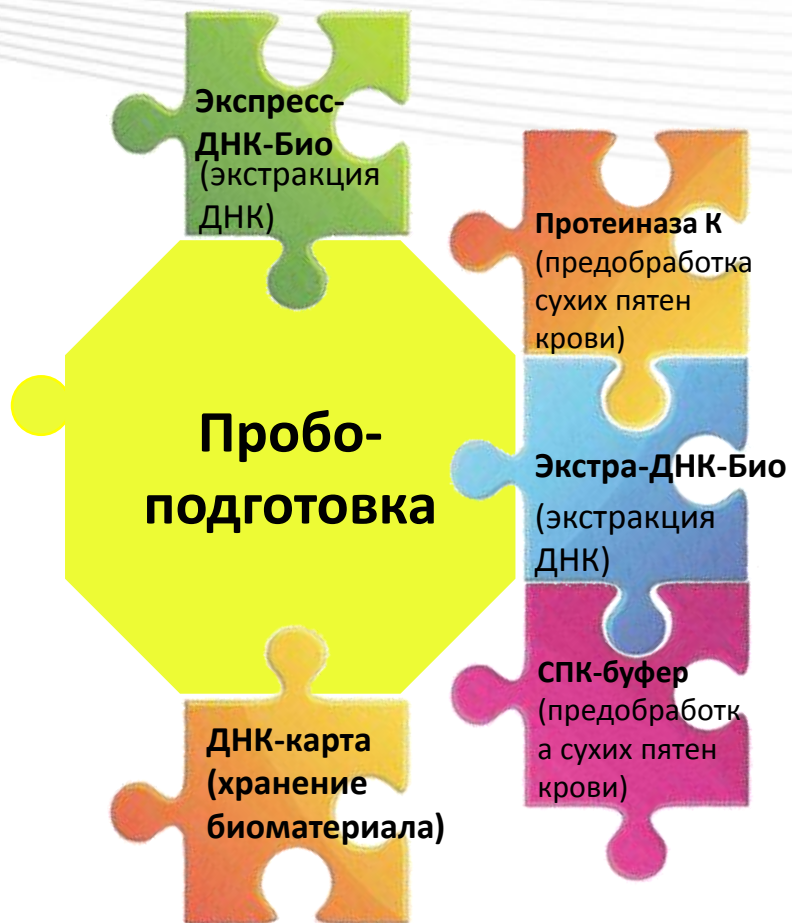 Экспресс-
ДНК-Био
(экстракция
ДНК)
Протеиназа К
(предобработка
сухих пятен
крови)
Пробо-
подготовка
Экстра-ДНК-Био
(экстракция
ДНК)
СПК-буфер
(предобработк
а сухих пятен
крови)
ДНК-карта
(хранение
биоматериала)